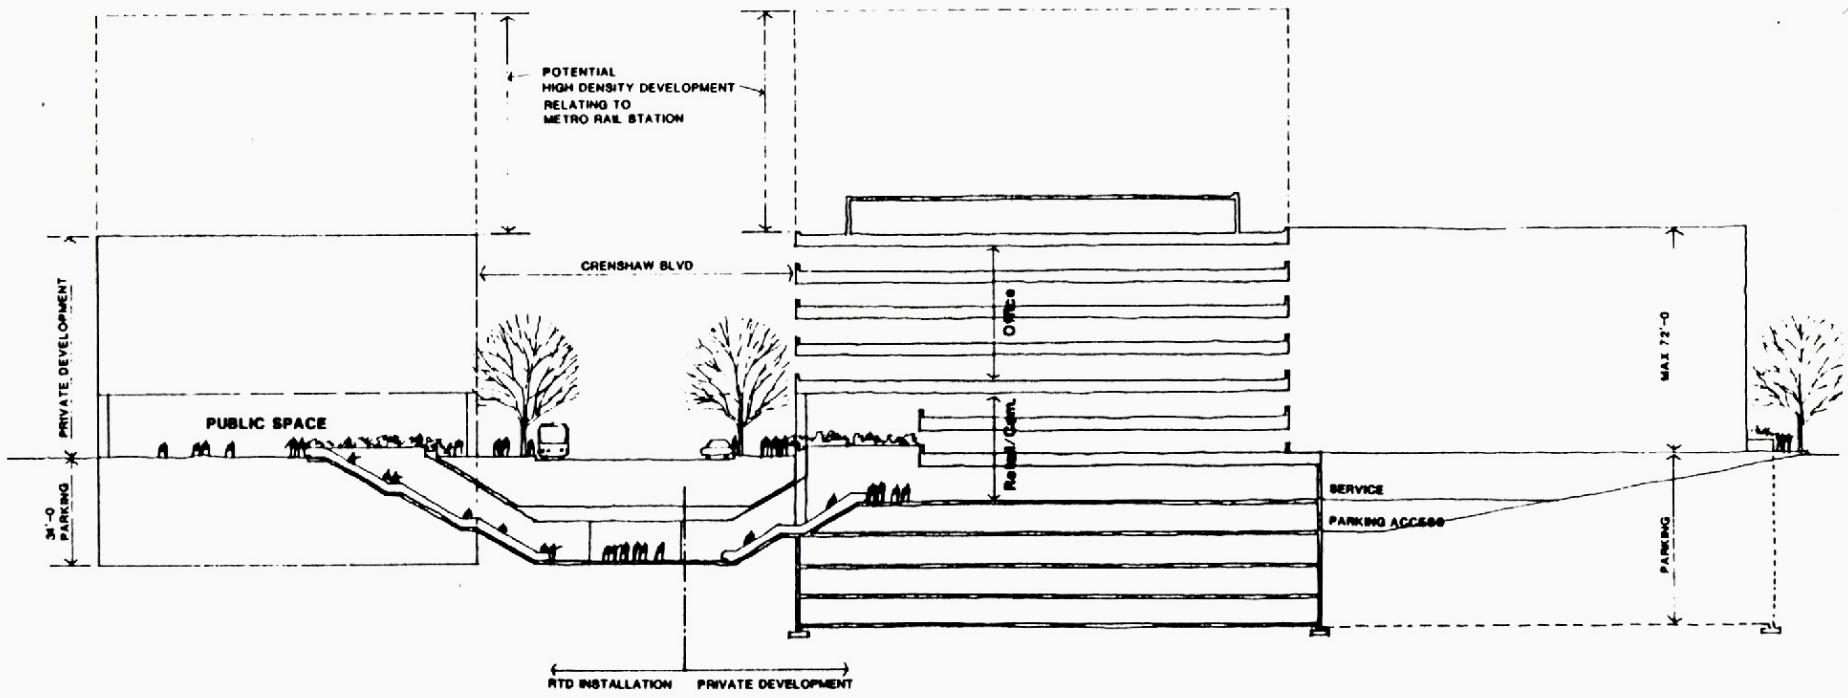 POTENTIAL
HIGH DENSITY DEVELOPMENT
RELATING TO
METRO RAIL STATION
CRENSHAW BLVD
PRIVATE DEVELOPMENT
PUBLIC SPACE
Office
Retail/Com.
MAX 72'-0
34'-0
PARKING
SERVICE
PARKING ACCESS
PARKING
RTD INSTALLATION
PRIVATE DEVELOPMENT